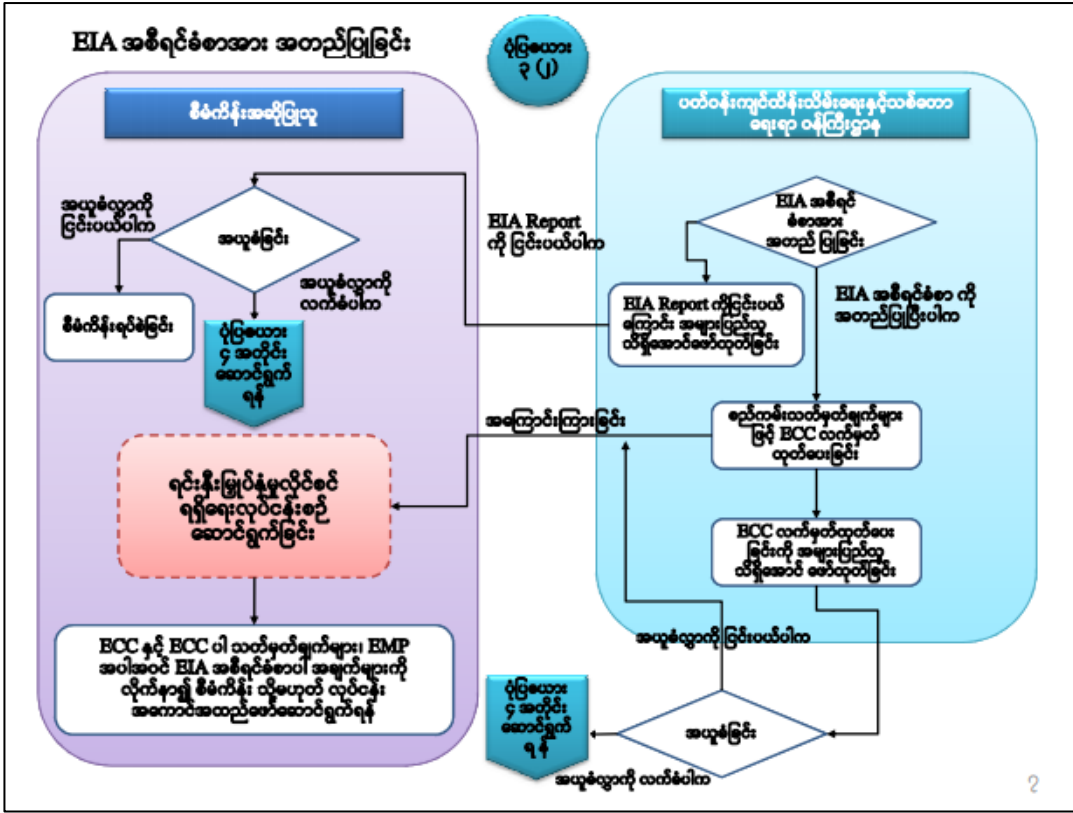 EIA အစီရင်ခံစာအား အတည်ပြုခြင်း
ပုံပြဇယား
၃ (၂)
စီမံကိန်းအဆိုပြုသူ
ပတ်ဝန်းကျင်ထိန်းသိမ်းရေးနှင့်သစ်တော
ရေးရာ ဝန်ကြီးဌာန
အယူခံလွှာကို
ငြင်းပယ်ပါက
အယူခံခြင်း
အယူခံလွှာကို
လက်ခံပါက
စီမံကိန်းရပ်စဲခြင်း
ပုံပြဇယား
၄ အတိုင်း
ဆောင်ရွက်
ရန်
EIA Report
ကို ငြင်းပယ်ပါက
EIA အစီရင်
ခံစာအား
အတည် ပြုခြင်း
EIA Report ကိုငြင်းပယ်
ကြောင်း အများပြည်သူ
သိရှိအောင်ဖော်ထုတ်ခြင်း
EIA အစီရင်ခံစာ ကို
အတည်ပြုပြီးပါက
အကြောင်းကြားခြင်း
စည်ကမ်းသတ်မှတ်ချက်များ
ဖြင့် ECC လက်မှတ်
ထုတ်ပေးခြင်း
ရင်းနှီးမြှုပ်နှံမှုလိုင်စင်
ရရှိရေးလုပ်ငန်းစဉ်
ဆောင်ရွက်ခြင်း
ECC လက်မှတ်ထုတ်ပေး
ခြင်းကို အများပြည်သူ
သိရှိအောင် ဖော်ထုတ်ခြင်း
ECC နှင့် ECC ပါ သတ်မှတ်ချက်များ၊ EMP
အပါအဝင် EIA အစီရင်ခံစာပါ အချက်များကို
လိုက်နာ၍ စီမံကိန်း သို့မဟုတ် လုပ်ငန်း
အကောင်အထည်ဖော်ဆောင်ရွက်ရန်
အယူခံလွှာကို ငြင်းပယ်ပါက
ပုံပြဇယား
၄ အတိုင်း
ဆောင်ရွက်
ရန်
အယူခံခြင်း
အယူခံလွှာကို လက်ခံပါက